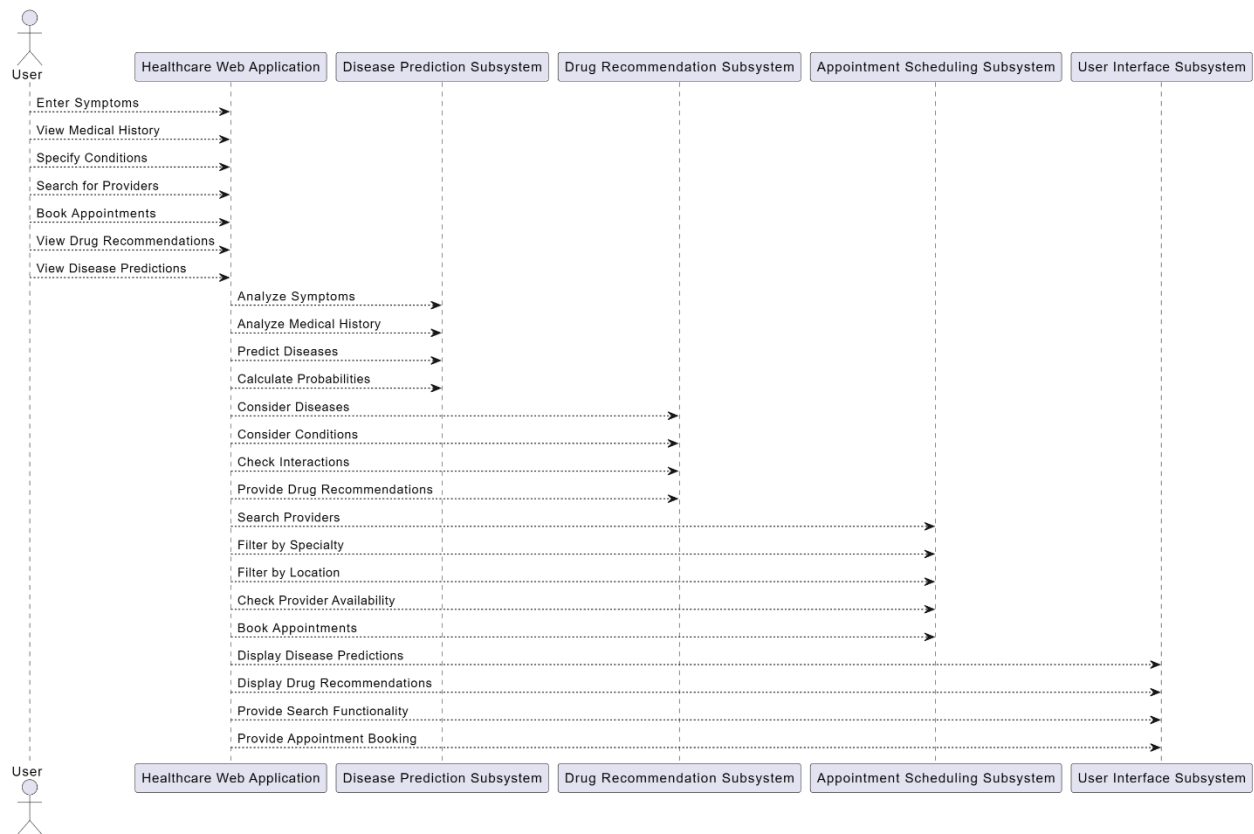 User
Healthcare Web Application
Disease Prediction Subsystem
Drug Recommendation Subsystem
Appointment Scheduling Subsystem
User Interface Subsystem
Enter Symptoms
View Medical History
Specify Conditions
Search for Providers
Book Appointments
View Drug Recommendations
View Disease Predictions
Analyze Symptoms
Analyze Medical History
Predict Diseases
Calculate Probabilities
Consider Diseases
Consider Conditions
Check Interactions
Provide Drug Recommendations
Search Providers
Filter by Specialty
Filter by Location
Check Provider Availability
Book Appointments
Display Disease Predictions
Display Drug Recommendations
Provide Search Functionality
Provide Appointment Booking
User
Healthcare Web Application
Disease Prediction Subsystem
Drug Recommendation Subsystem
Appointment Scheduling Subsystem
User Interface Subsystem